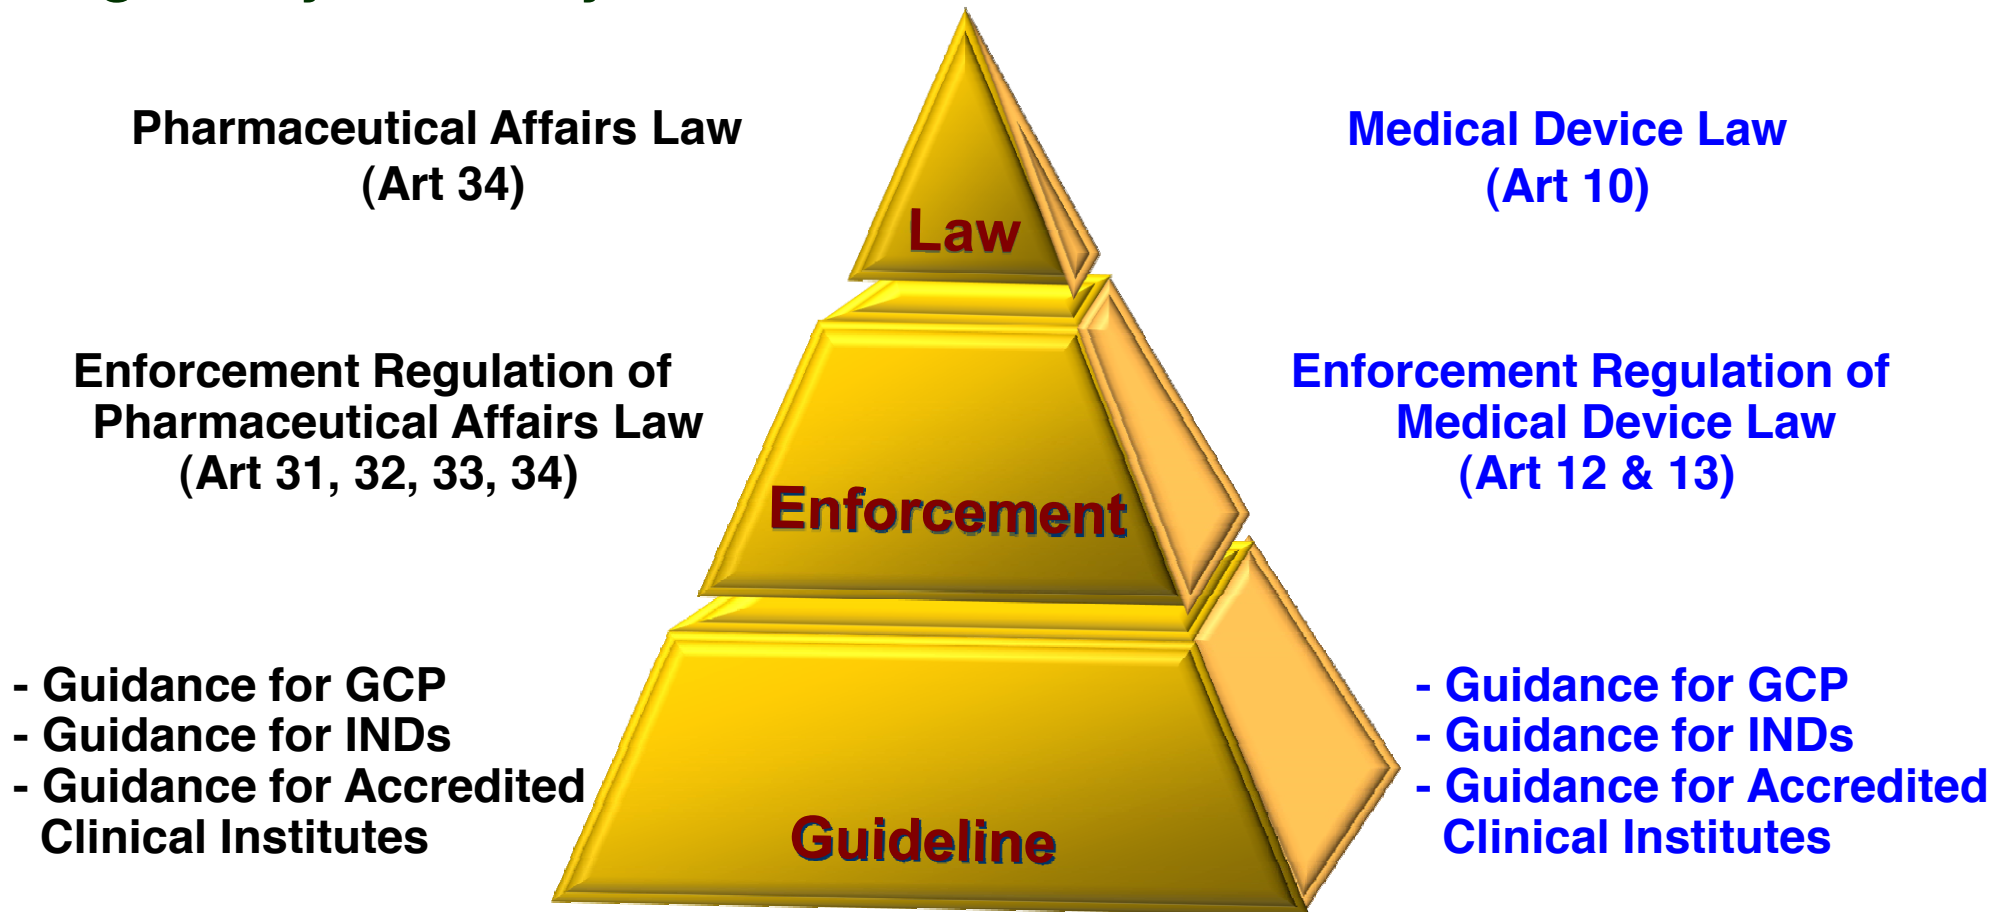 Pharmaceutical Affairs Law
(Art 34)
Medical Device Law
(Art 10)
Law
Enforcement Regulation of
Pharmaceutical Affairs Law
(Art 31, 32, 33, 34)
Enforcement Regulation of
Medical Device Law
(Art 12 & 13)
Enforcement
- Guidance for GCP
- Guidance for INDs
- Guidance for Accredited
Clinical Institutes
- Guidance for GCP
- Guidance for INDs
- Guidance for Accredited
Clinical Institutes
Guideline